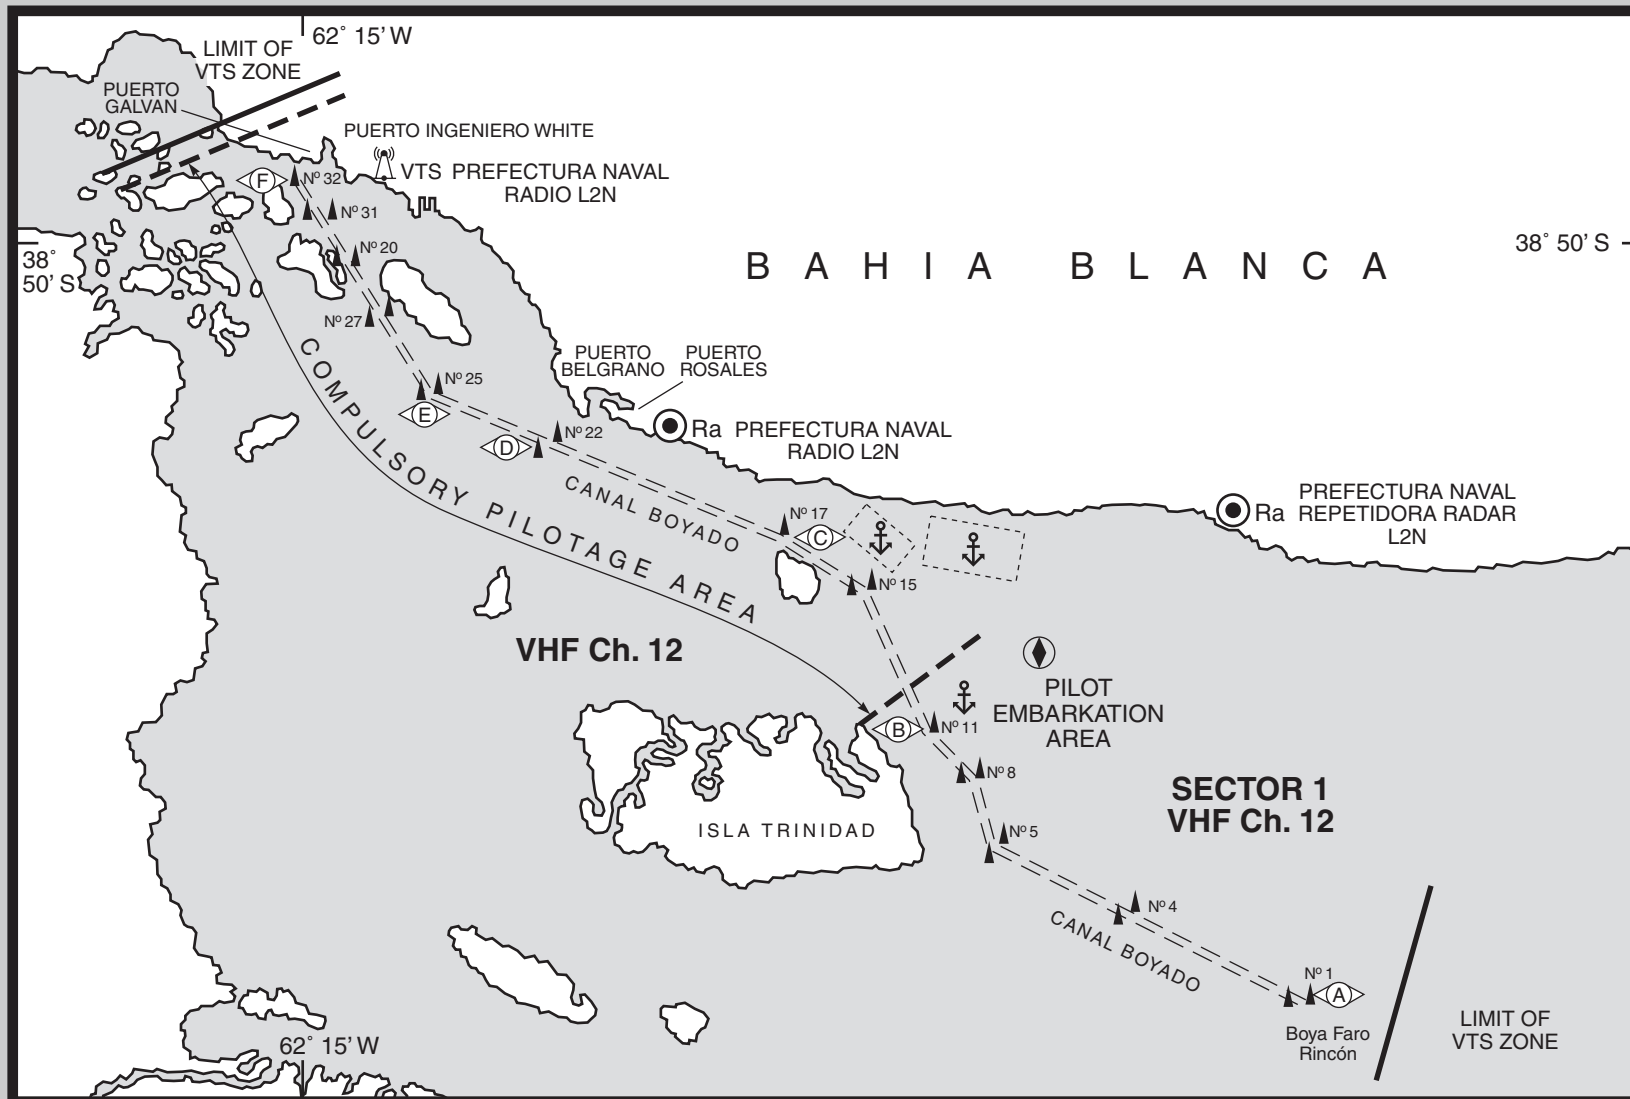 62° 15' W
LIMIT OF
VTS ZONE
PUERTO
GALVAN
PUERTO INGENIERO WHITE
VTS PREFECTURA NAVAL
RADIO L2N
F
Nº 32
Nº 31
Nº 20
Nº 27
38°
50' S
38° 50' S
BAHIA BLANCA
PUERTO
BELGRANO
PUERTO
ROSALES
Nº 25
E
Nº 22
D
Ra PREFECTURA NAVAL
RADIO L2N
CANAL BOYADO
COMPULSORY PILOTAGE AREA
Nº 17
C
Nº 15
Ra PREFECTURA NAVAL
REPETIDORA RADAR
L2N
VHF Ch. 12
PILOT
EMBARKATION
AREA
B
Nº 11
Nº 8
Nº 5
SECTOR 1
VHF Ch. 12
ISLA TRINIDAD
Nº 4
CANAL BOYADO
Nº 1
A
Boya Faro
Rincón
LIMIT OF
VTS ZONE
62° 15' W